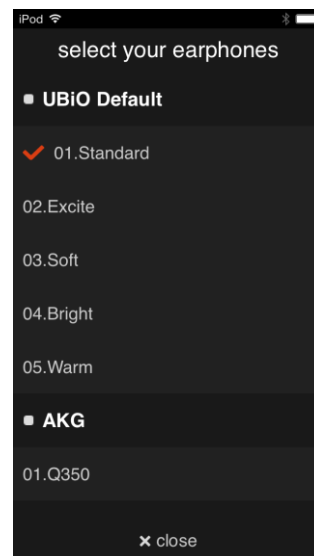 iPod
select your earphones
UBiO Default
01.Standard
02.Excite
03.Soft
04.Bright
05.Warm
AKG
01.Q350
× close